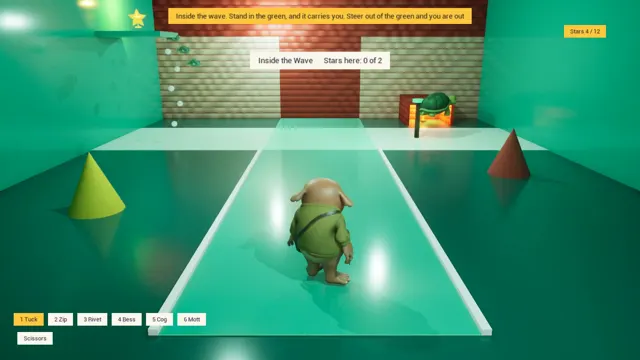 Inside the wave. Stand in the green, and it carries you. Steer out of the green and you are out
Stars 4 / 12
Inside the Wave Stars here: 0 of 2
1 Tuck 2 Zip 3 Rivet 4 Bess 5 Cog 6 Mott
Scissors